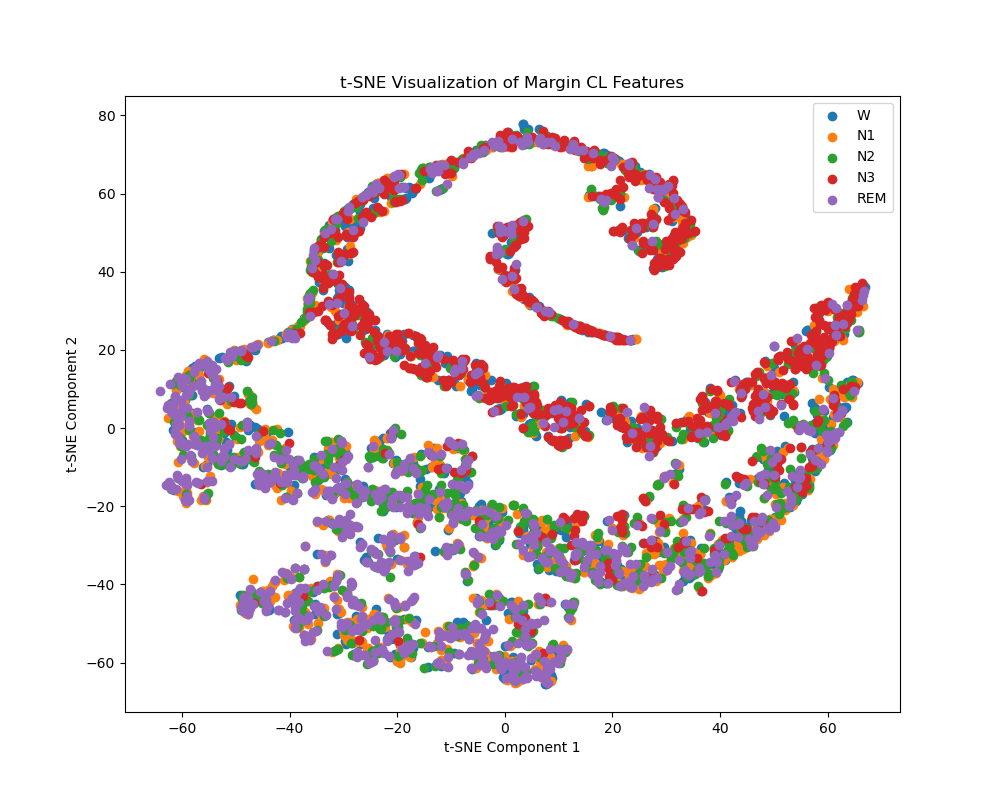 t-SNE Visualization of Margin CL Features
W
N1
N2
N3
REM
80
60
40
20
0
−20
−40
−60
t-SNE Component 2
−60 −40 −20 0 20 40 60
t-SNE Component 1